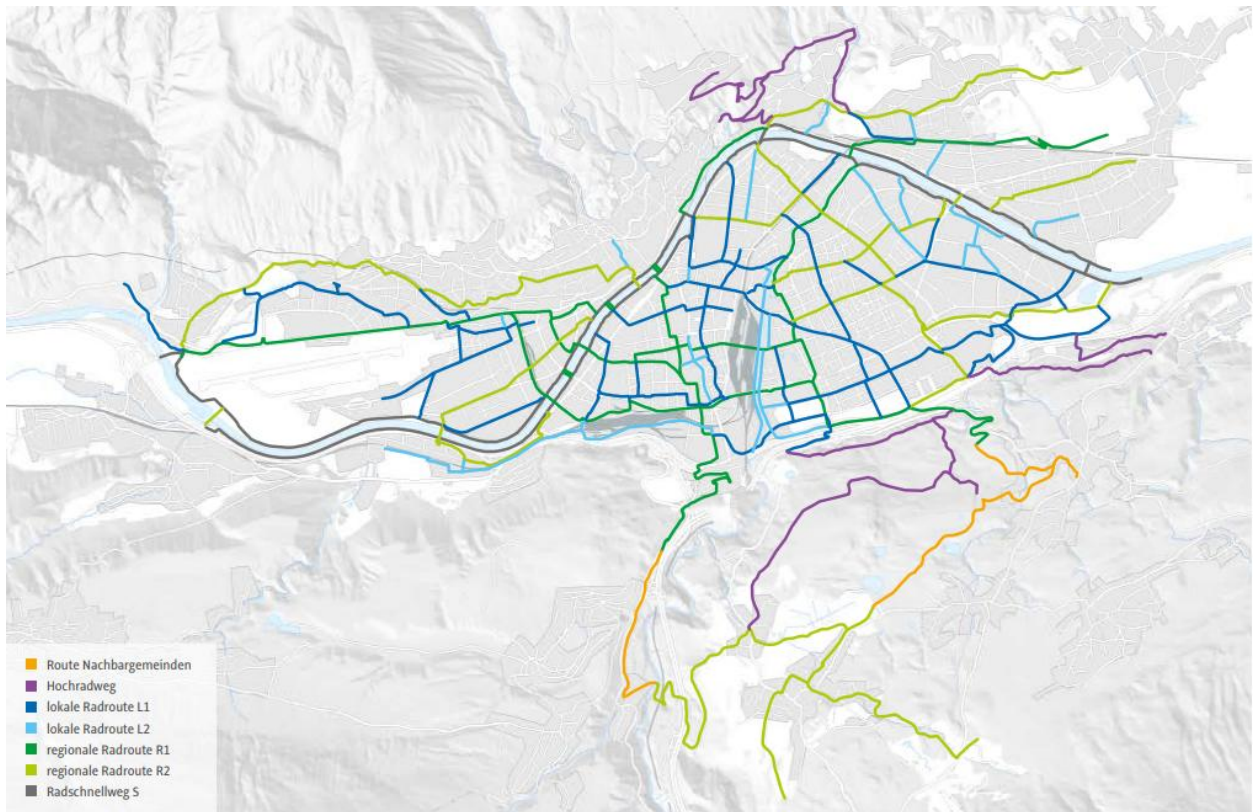 Route Nachbargemeinden
Hochradweg
lokale Radroute L1
lokale Radroute L2
regionale Radroute R1
regionale Radroute R2
Radschnellweg S